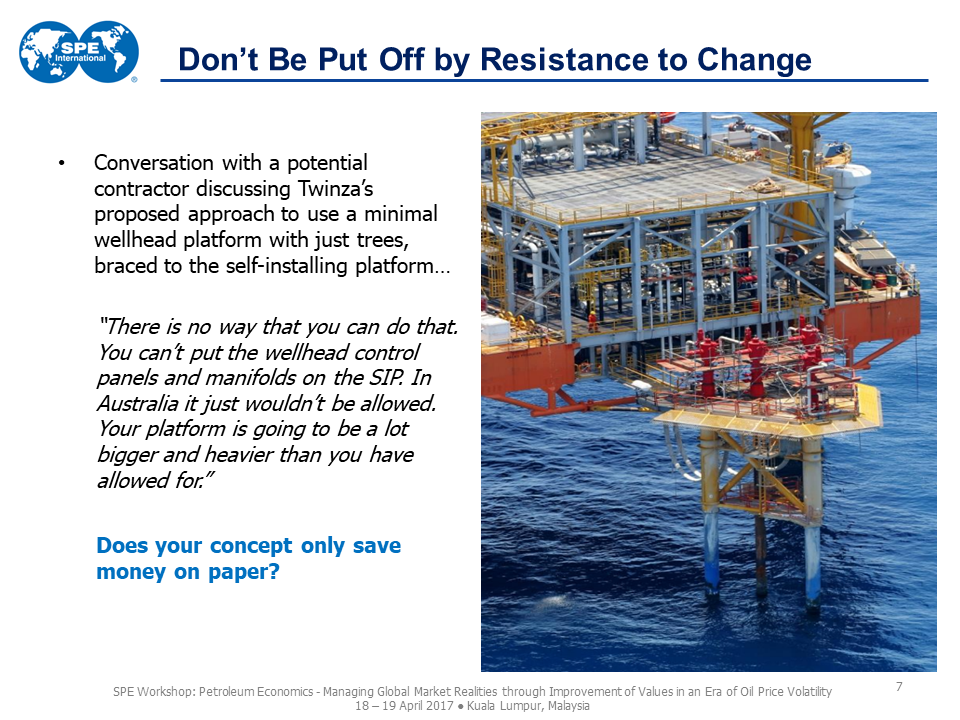 SPE
International
®
Don’t Be Put Off by Resistance to Change
• Conversation with a potential
contractor discussing Twinza’s
proposed approach to use a minimal
wellhead platform with just trees,
braced to the self-installing platform…
“There is no way that you can do that.
You can’t put the wellhead control
panels and manifolds on the SIP. In
Australia it just wouldn’t be allowed.
Your platform is going to be a lot
bigger and heavier than you have
allowed for.”
Does your concept only save
money on paper?
SPE Workshop: Petroleum Economics - Managing Global Market Realities through Improvement of Values in an Era of Oil Price Volatility
18 – 19 April 2017 ● Kuala Lumpur, Malaysia
7